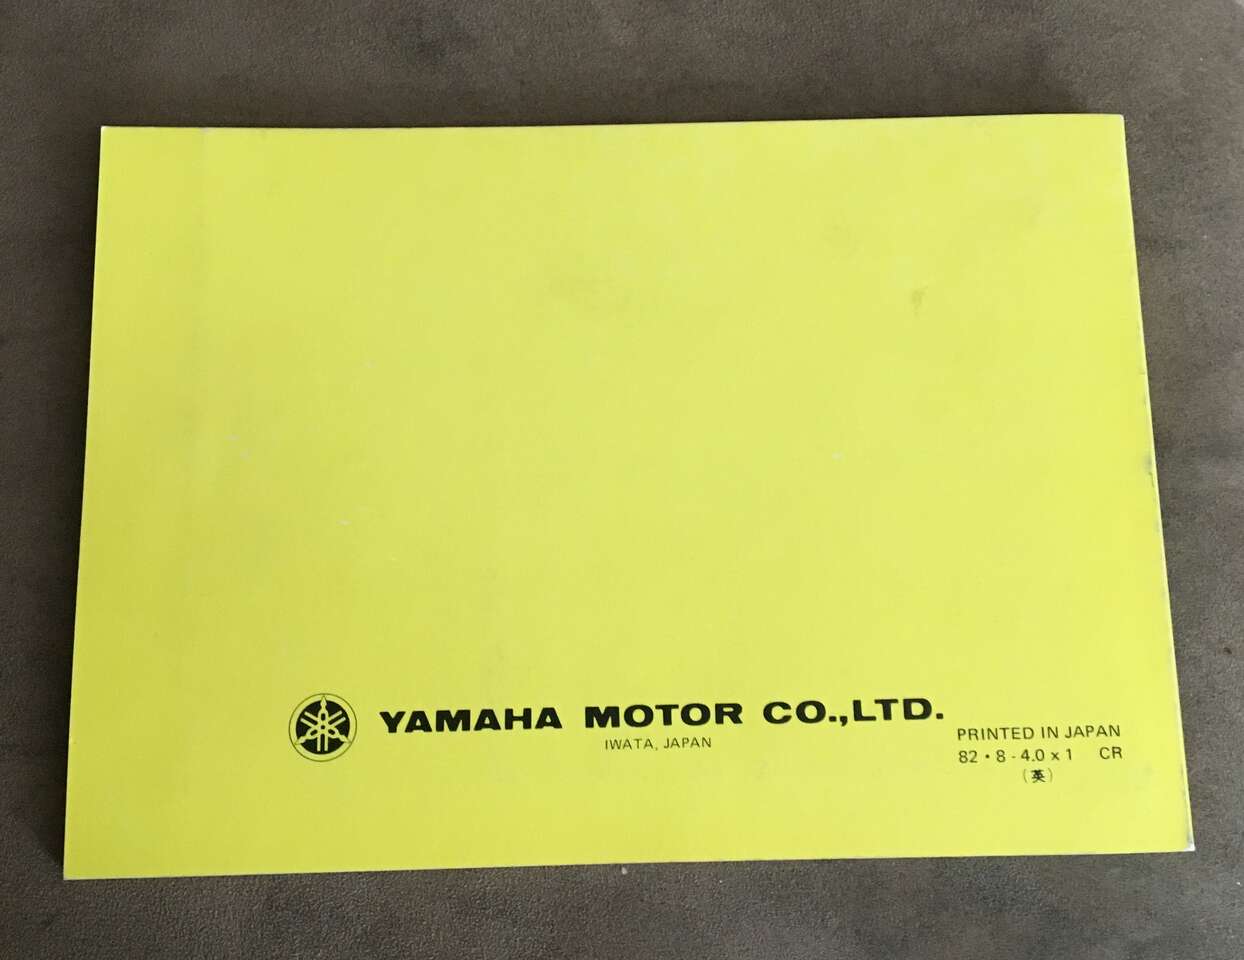 YAMAHA MOTOR CO.,LTD.
IWATA, JAPAN
PRINTED IN JAPAN
82・8 - 4.0 x 1 CR
(英)